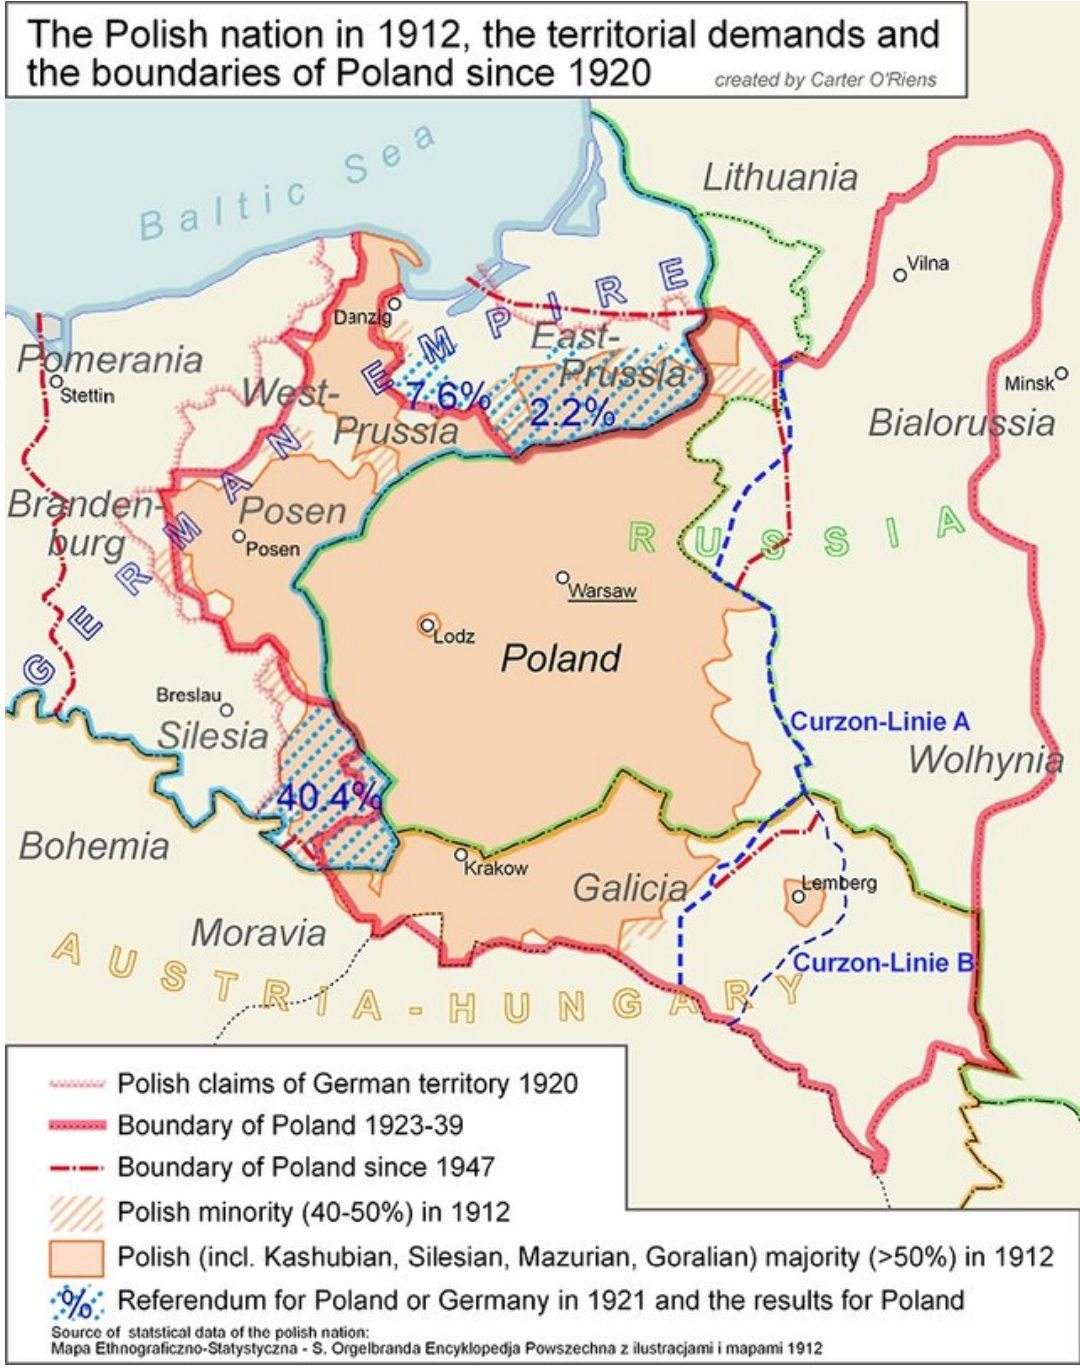 The Polish nation in 1912, the territorial demands and
the boundaries of Poland since 1920
created by Carter O'Riens
Baltic Sea
Lithuania
Vilna
Danzig
EMPIRE
East-
Prussia
Pomerania
Stettin
West-
Prussia
7.6%
2.2%
Minsk
Bialorussia
Branden-
burg
Posen
Posen
GERMAN
RUSSIA
Warsaw
Lodz
Poland
Breslau
Silesia
Curzon-Linie A
Wolhynia
40.4%
Bohemia
Krakow
Galicia
Lemberg
Moravia
Curzon-Linie B
AUSTRIA-HUNGARY
Polish claims of German territory 1920
Boundary of Poland 1923-39
Boundary of Poland since 1947
Polish minority (40-50%) in 1912
Polish (incl. Kashubian, Silesian, Mazurian, Goralian) majority (>50%) in 1912
% Referendum for Poland or Germany in 1921 and the results for Poland
Source of statstical data of the polish nation:
Mapa Ethnograficzno-Statystyczna - S. Orgelbranda Encyklopedja Powszechna z ilustracjami i mapami 1912